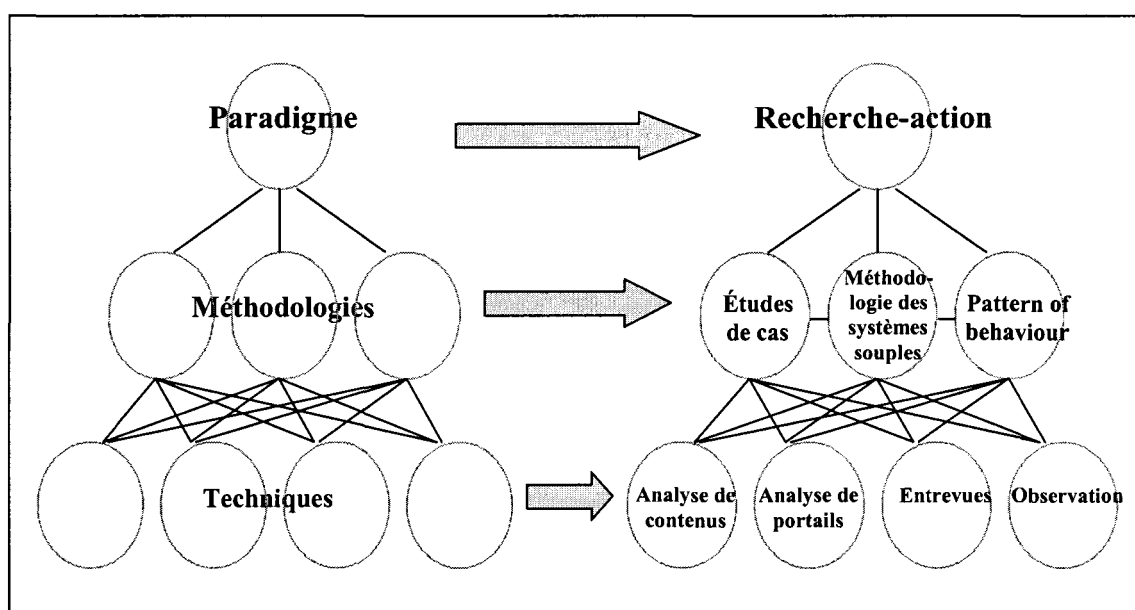 Paradigme
Recherche-action
Méthodologies
Études
de cas
Méthodo-
logie des
systèmes
souples
Pattern of
behaviour
Techniques
Analyse de
contenus
Analyse de
portails
Entrevues
Observation